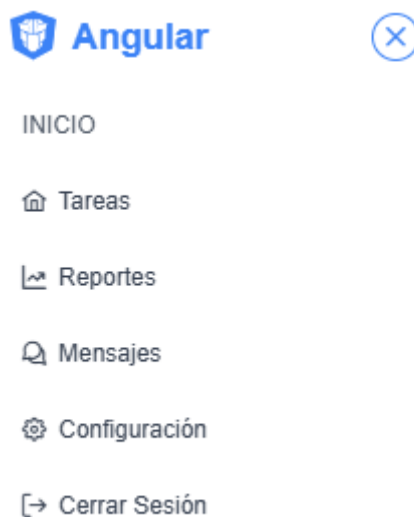 Angular
INICIO
Tareas
Reportes
Mensajes
Configuración
Cerrar Sesión